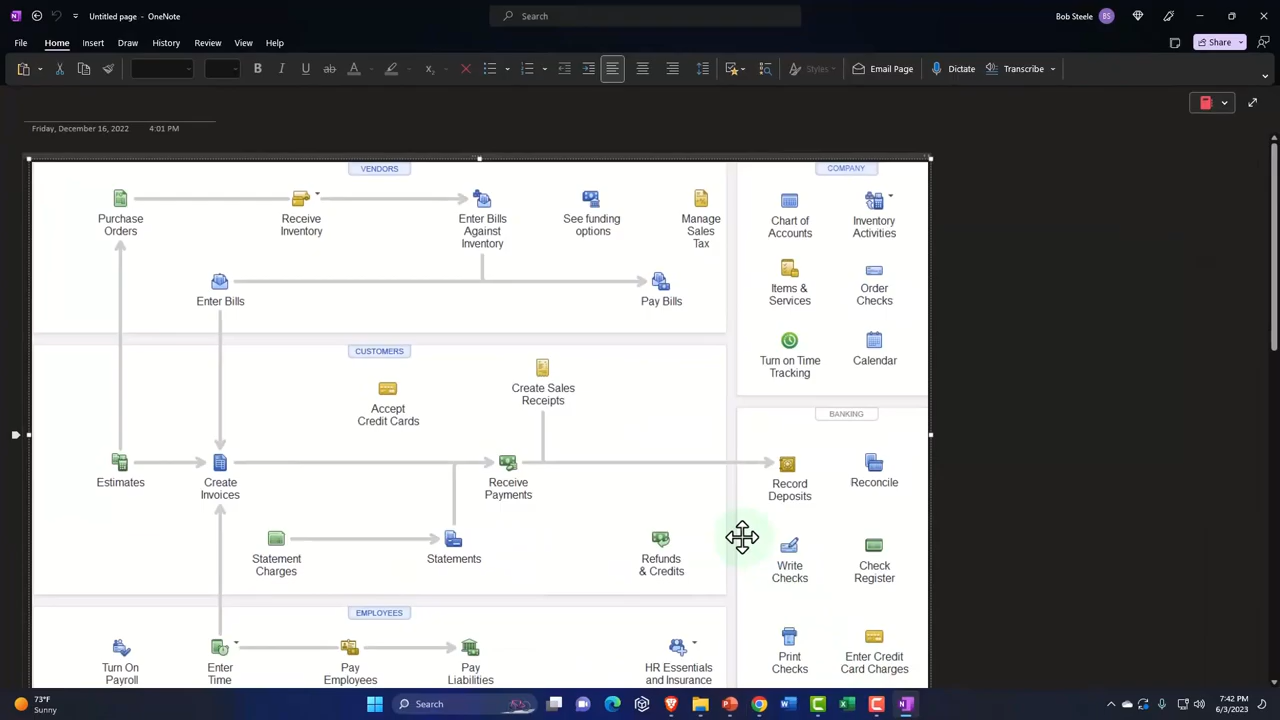 Untitled page - OneNote
Search
Bob Steele
BS
File
Home
Insert
Draw
History
Review
View
Help
Share
Email Page
Dictate
Transcribe
Styles
Friday, December 16, 2022
4:01 PM
VENDORS
COMPANY
Purchase
Orders
Receive
Inventory
Enter Bills
Against
Inventory
See funding
options
Manage
Sales
Tax
Enter Bills
Pay Bills
Chart of
Accounts
Inventory
Activities
Items &
Services
Order
Checks
Turn on Time
Tracking
Calendar
CUSTOMERS
Accept
Credit Cards
Create Sales
Receipts
Estimates
Create
Invoices
Receive
Payments
Statement
Charges
Statements
Refunds
& Credits
BANKING
Record
Deposits
Reconcile
Write
Checks
Check
Register
Print
Checks
Enter Credit
Card Charges
EMPLOYEES
Turn On
Payroll
Enter
Time
Pay
Employees
Pay
Liabilities
HR Essentials
and Insurance
73°F
Sunny
Search
7:42 PM
6/3/2023